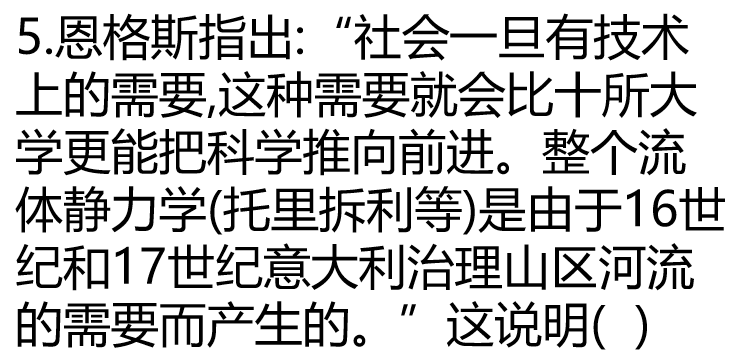 5.恩格斯指出:“社会一旦有技术
上的需要,这种需要就会比十所大
学更能把科学推向前进。整个流
体静力学(托里拆利等)是由于16世
纪和17世纪意大利治理山区河流
的需要而产生的。”这说明( )